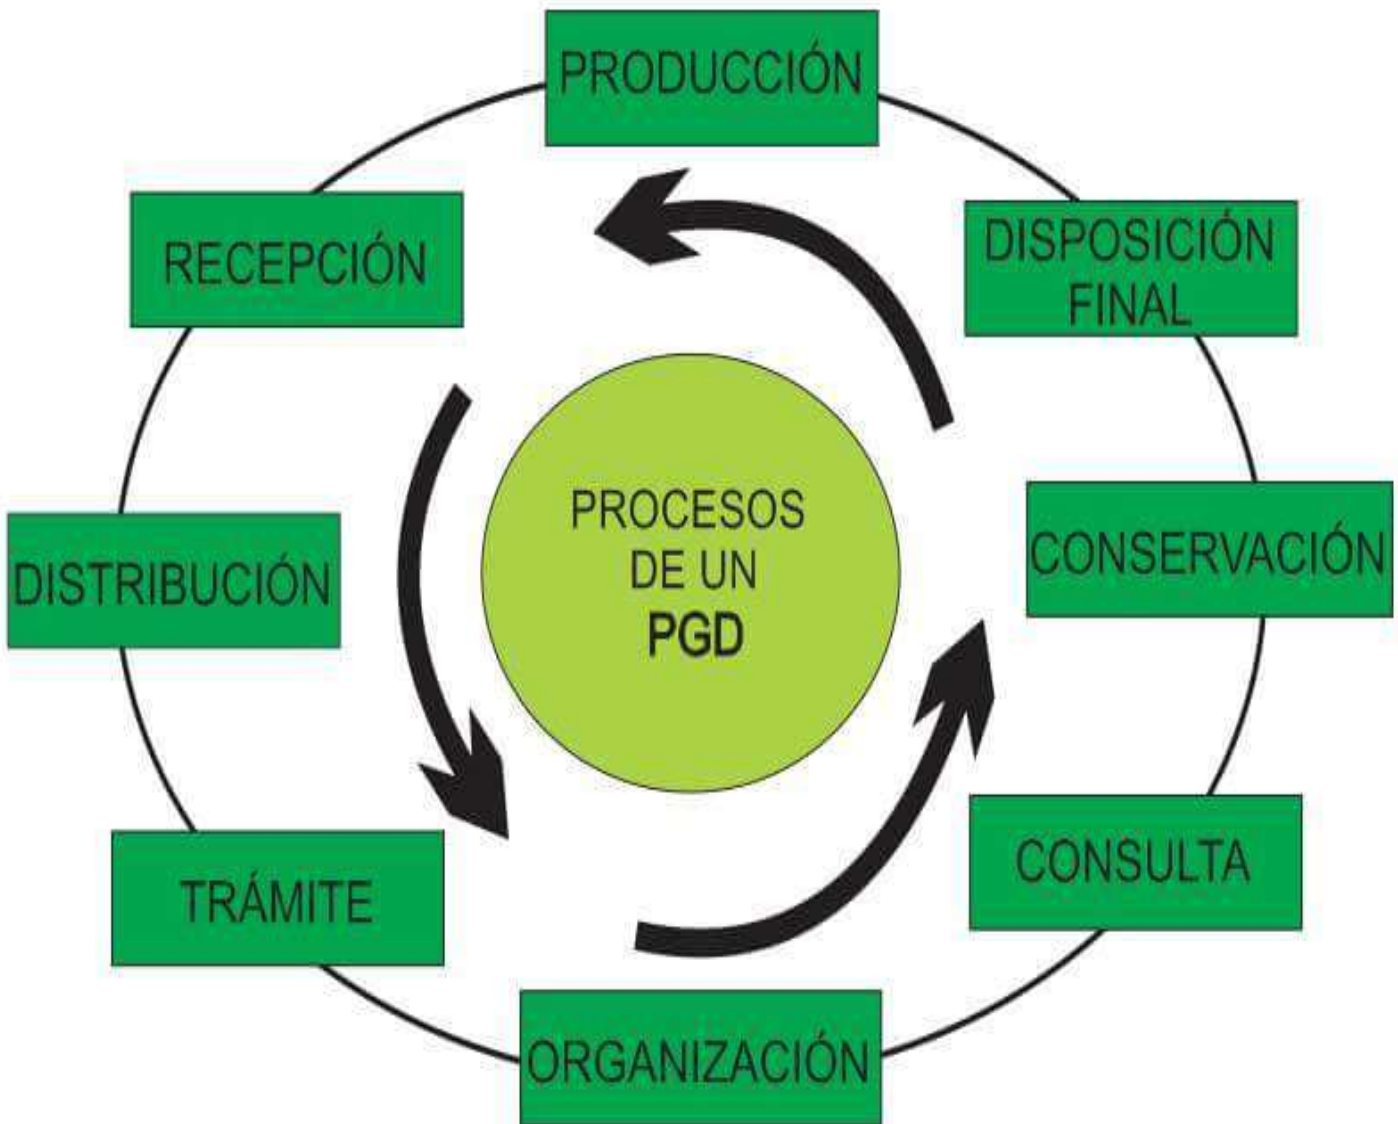 PRODUCCIÓN
RECEPCIÓN
DISTRIBUCIÓN
TRÁMITE
ORGANIZACIÓN
CONSULTA
CONSERVACIÓN
DISPOSICIÓN
FINAL
PROCESOS
DE UN
PGD